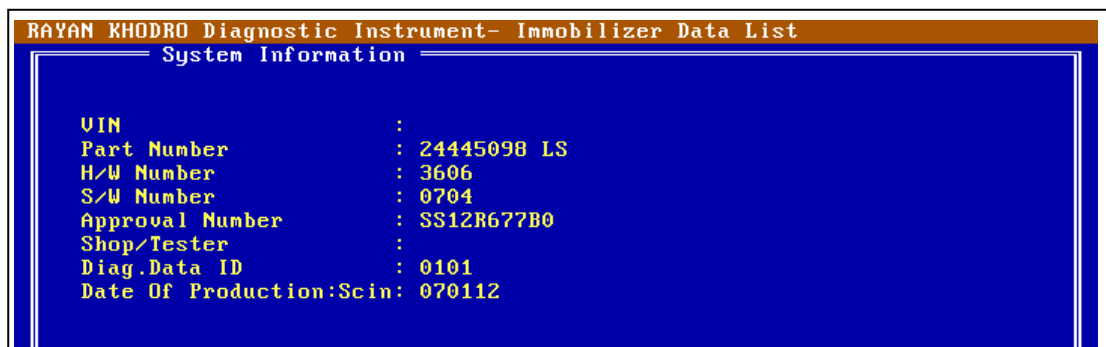 RAYAN KHODRO Diagnostic Instrument- Immobilizer Data List
System Information
VIN :
Part Number : 24445098 LS
H/W Number : 3606
S/W Number : 0704
Approval Number : SS12R677B0
Shop/Tester :
Diag.Data ID : 0101
Date Of Production:Scin: 070112